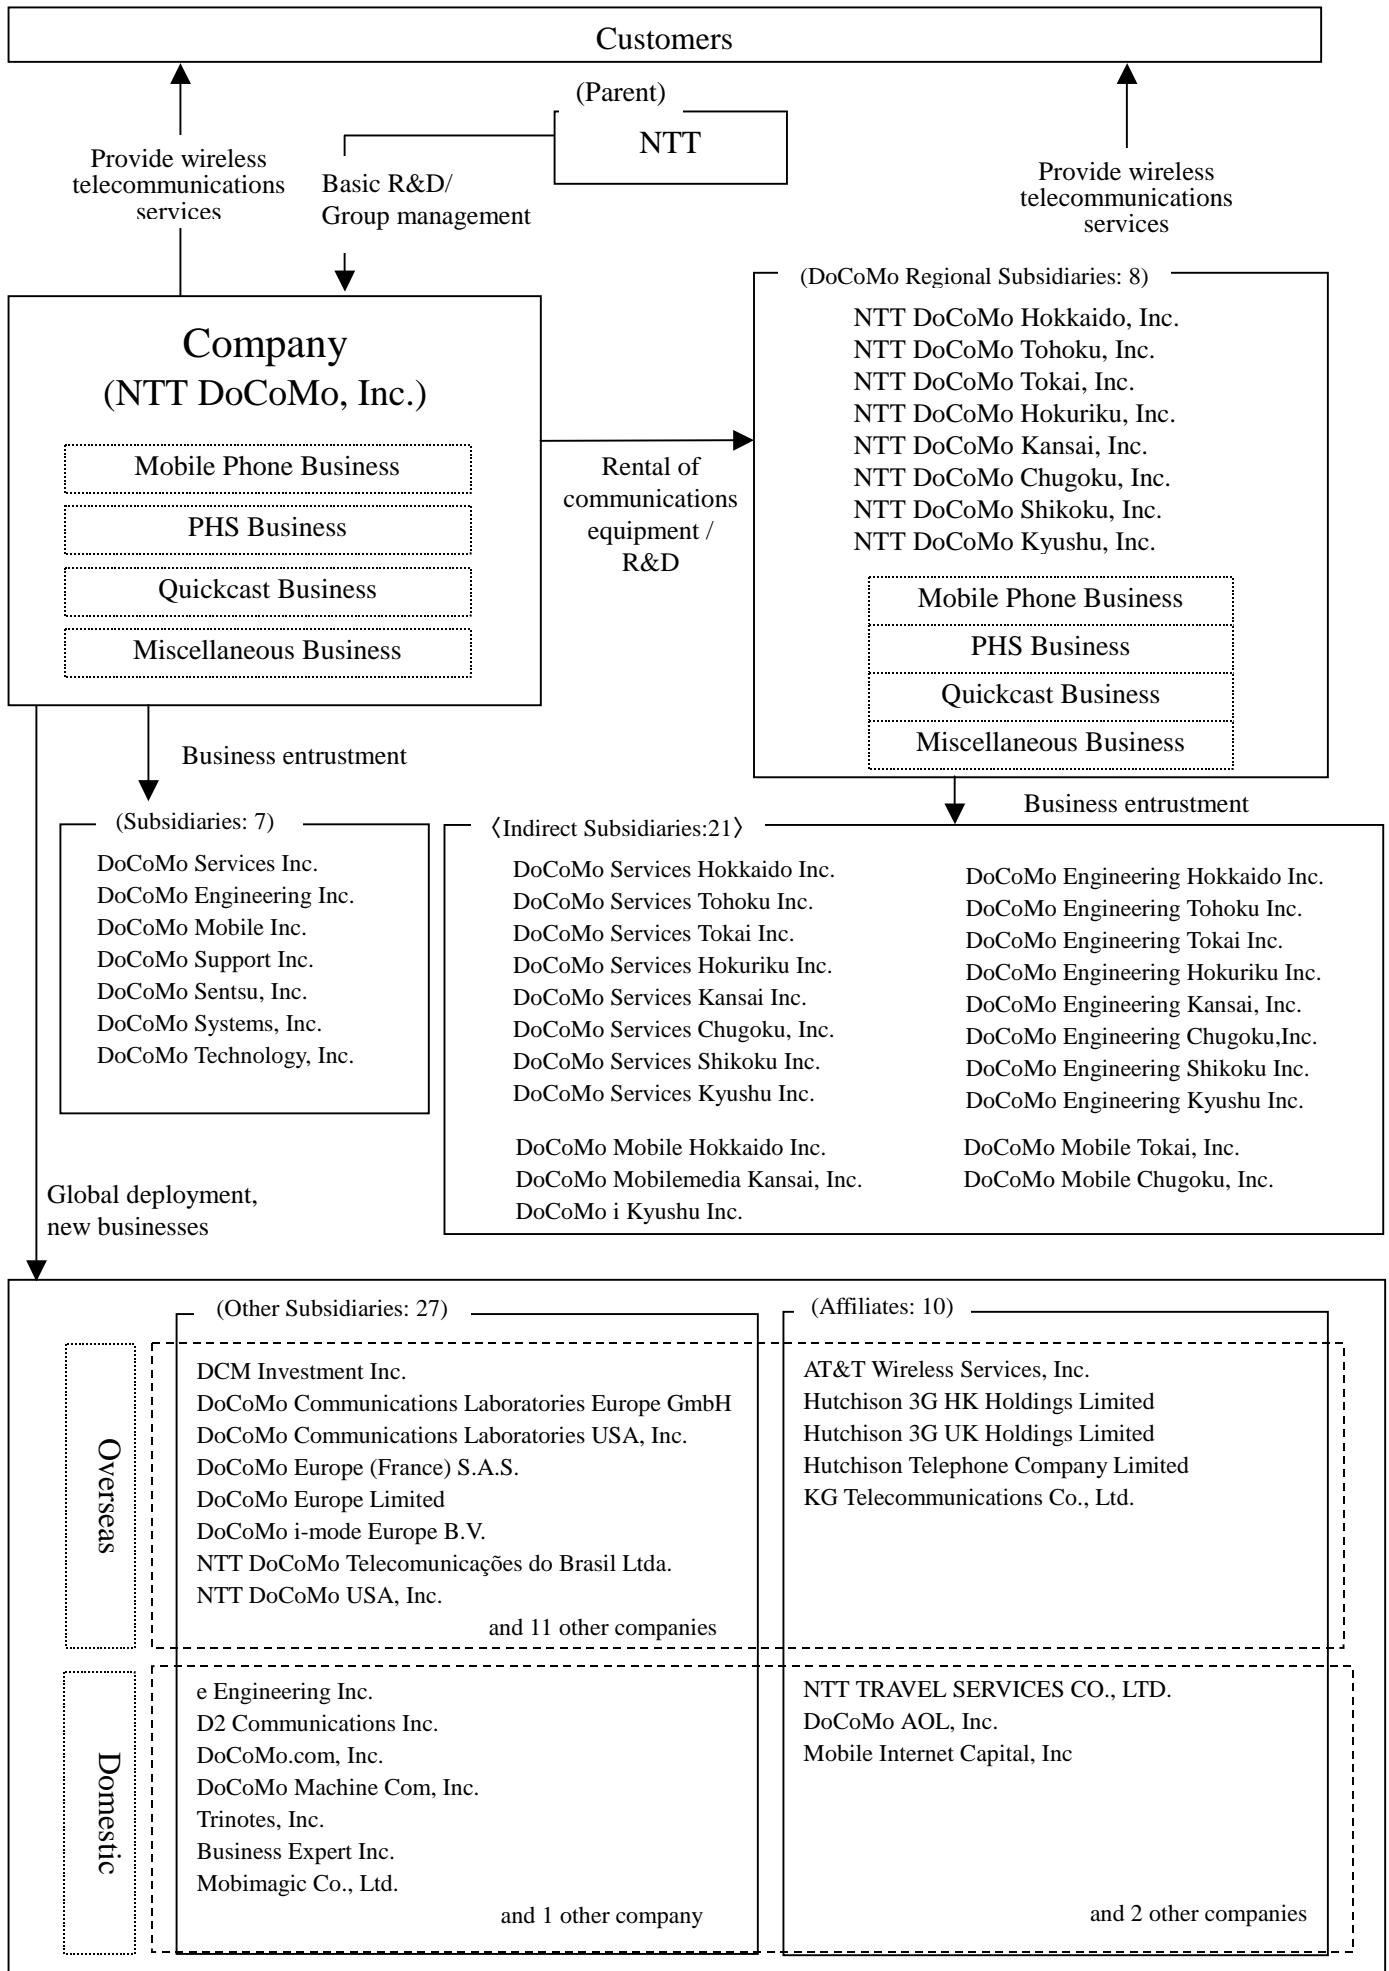 Customers
(Parent)
NTT
Provide wireless
telecommunications
services
Basic R&D/
Group management
Provide wireless
telecommunications
services
Company
(NTT DoCoMo, Inc.)
Mobile Phone Business
PHS Business
Quickcast Business
Miscellaneous Business
Rental of
communications
equipment /
R&D
(DoCoMo Regional Subsidiaries: 8)
NTT DoCoMo Hokkaido, Inc.
NTT DoCoMo Tohoku, Inc.
NTT DoCoMo Tokai, Inc.
NTT DoCoMo Hokuriku, Inc.
NTT DoCoMo Kansai, Inc.
NTT DoCoMo Chugoku, Inc.
NTT DoCoMo Shikoku, Inc.
NTT DoCoMo Kyushu, Inc.
Mobile Phone Business
PHS Business
Quickcast Business
Miscellaneous Business
Business entrustment
Business entrustment
(Subsidiaries: 7)
DoCoMo Services Inc.
DoCoMo Engineering Inc.
DoCoMo Mobile Inc.
DoCoMo Support Inc.
DoCoMo Sentsu, Inc.
DoCoMo Systems, Inc.
DoCoMo Technology, Inc.
〈Indirect Subsidiaries:21〉
DoCoMo Services Hokkaido Inc.
DoCoMo Services Tohoku Inc.
DoCoMo Services Tokai Inc.
DoCoMo Services Hokuriku Inc.
DoCoMo Services Kansai Inc.
DoCoMo Services Chugoku, Inc.
DoCoMo Services Shikoku Inc.
DoCoMo Services Kyushu Inc.
DoCoMo Engineering Hokkaido Inc.
DoCoMo Engineering Tohoku Inc.
DoCoMo Engineering Tokai Inc.
DoCoMo Engineering Hokuriku Inc.
DoCoMo Engineering Kansai, Inc.
DoCoMo Engineering Chugoku,Inc.
DoCoMo Engineering Shikoku Inc.
DoCoMo Engineering Kyushu Inc.
DoCoMo Mobile Hokkaido Inc.
DoCoMo Mobilemedia Kansai, Inc.
DoCoMo i Kyushu Inc.
DoCoMo Mobile Tokai, Inc.
DoCoMo Mobile Chugoku, Inc.
Global deployment,
new businesses
(Other Subsidiaries: 27)
(Affiliates: 10)
Overseas
DCM Investment Inc.
DoCoMo Communications Laboratories Europe GmbH
DoCoMo Communications Laboratories USA, Inc.
DoCoMo Europe (France) S.A.S.
DoCoMo Europe Limited
DoCoMo i-mode Europe B.V.
NTT DoCoMo Telecomunicações do Brasil Ltda.
NTT DoCoMo USA, Inc.
and 11 other companies
AT&T Wireless Services, Inc.
Hutchison 3G HK Holdings Limited
Hutchison 3G UK Holdings Limited
Hutchison Telephone Company Limited
KG Telecommunications Co., Ltd.
Domestic
e Engineering Inc.
D2 Communications Inc.
DoCoMo.com, Inc.
DoCoMo Machine Com, Inc.
Trinotes, Inc.
Business Expert Inc.
Mobimagic Co., Ltd.
and 1 other company
NTT TRAVEL SERVICES CO., LTD.
DoCoMo AOL, Inc.
Mobile Internet Capital, Inc
and 2 other companies